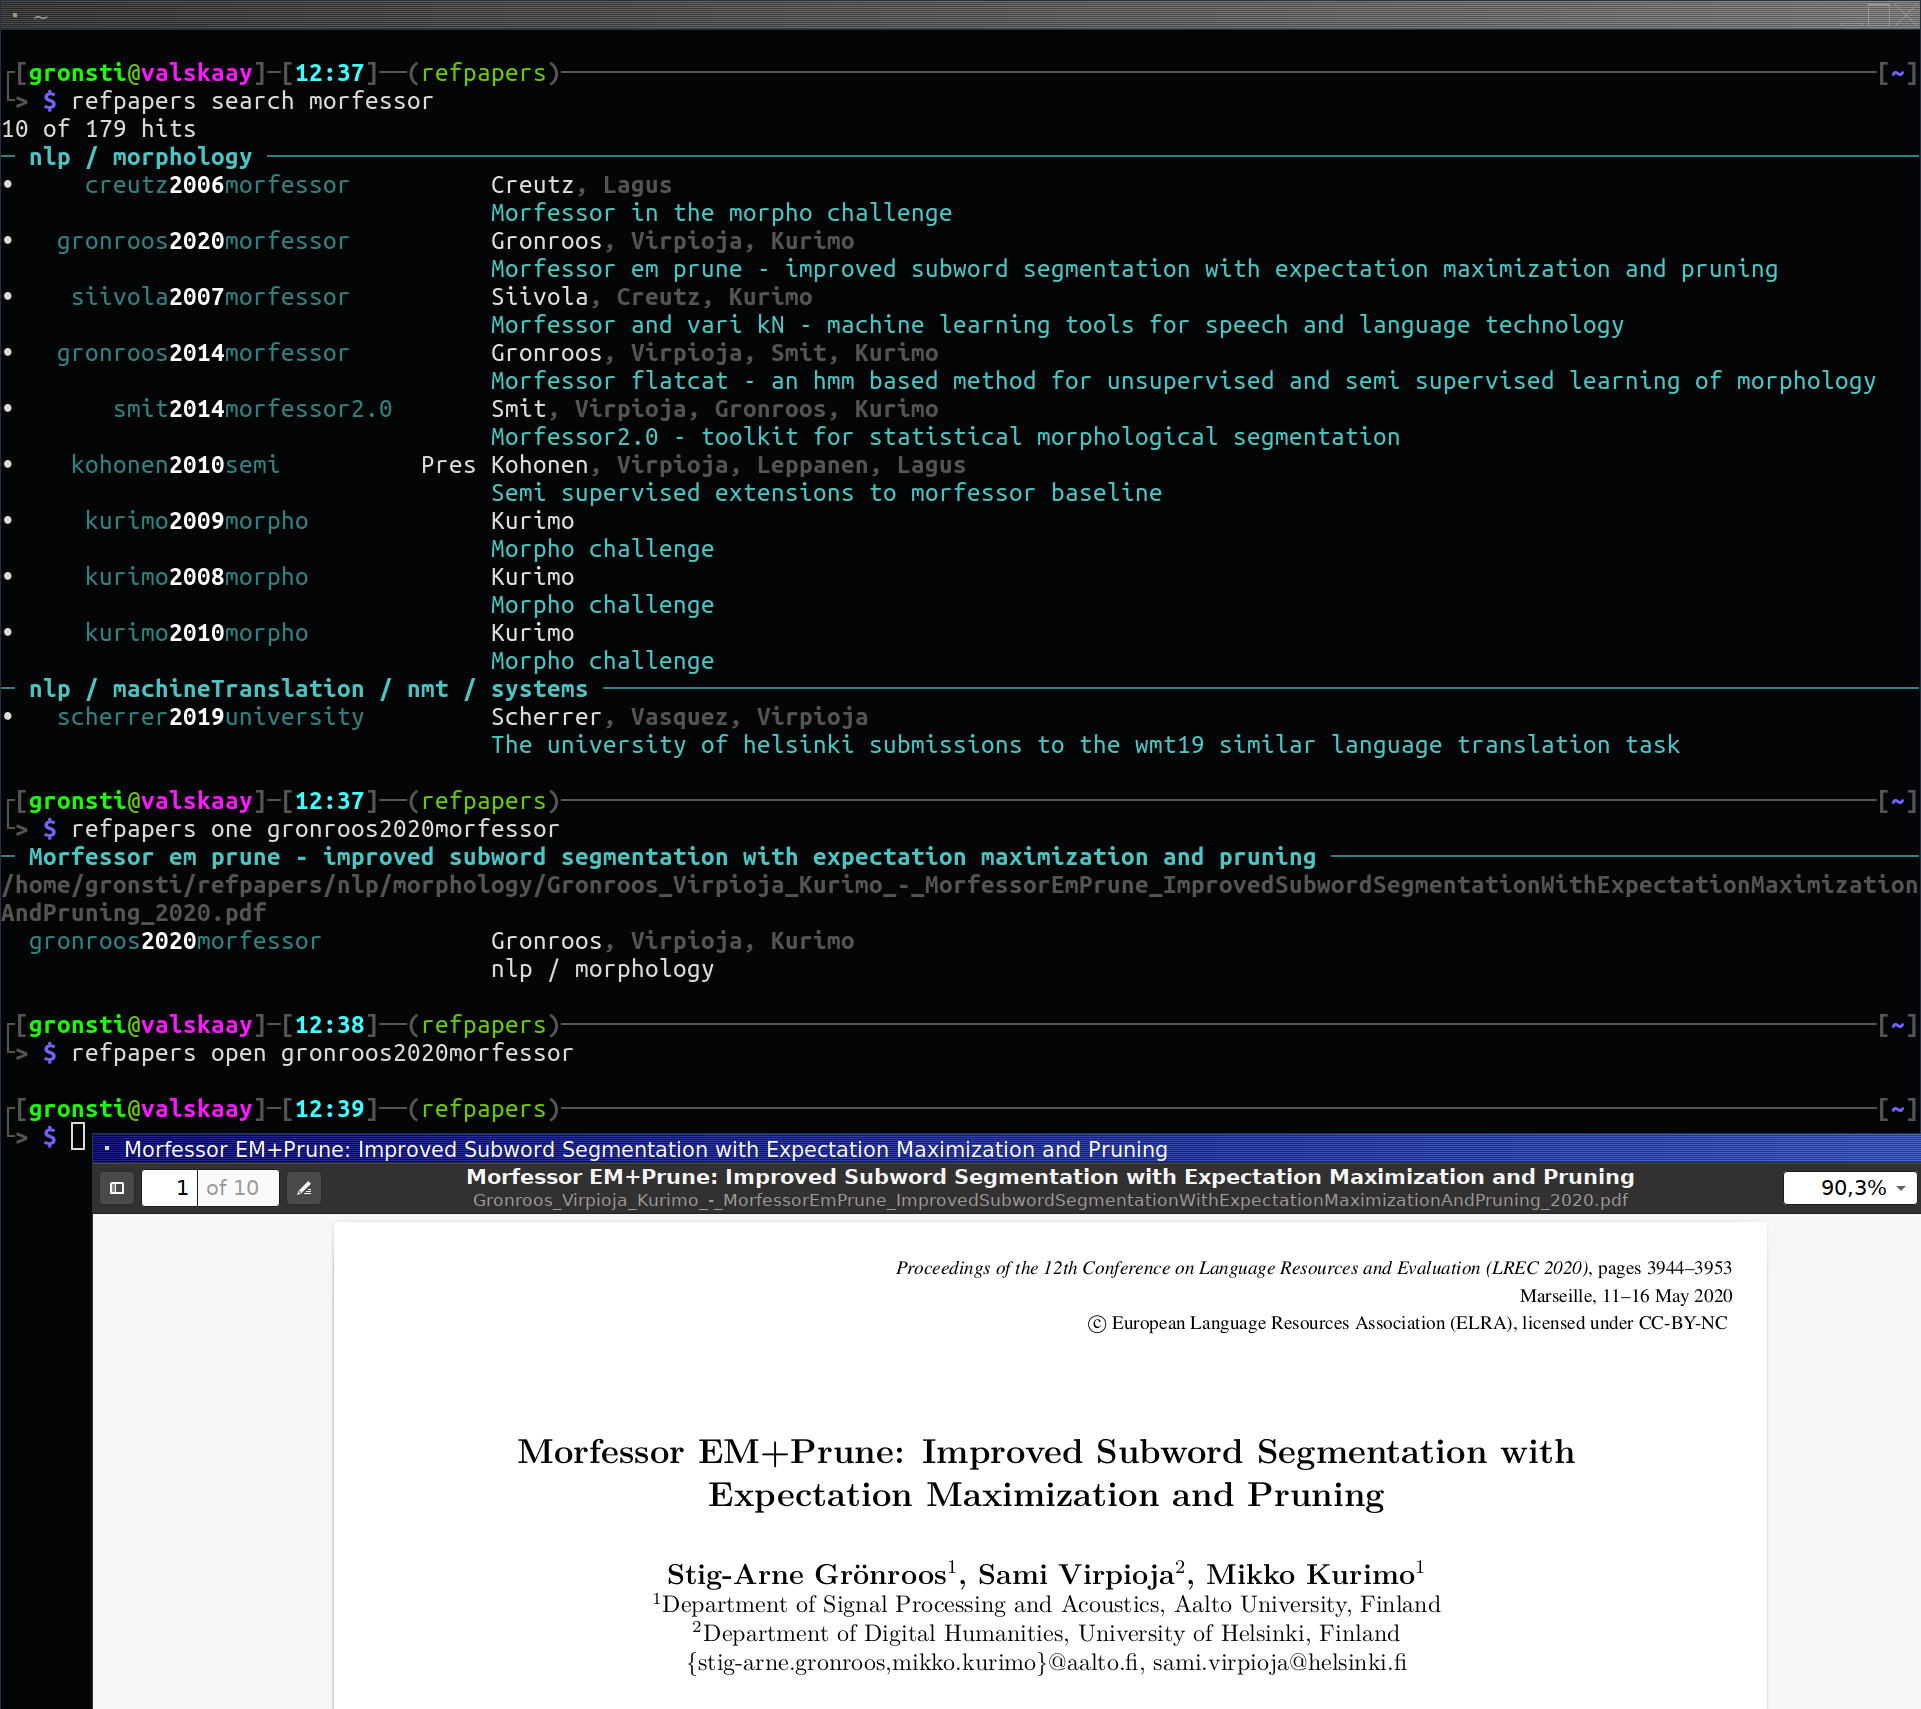 ~
[gronsti@valskaay]─[12:37]──(refpapers)[~]
> $ refpapers search morfessor
10 of 179 hits
nlp / morphology
• creutz2006morfessor Creutz, Lagus
Morfessor in the morpho challenge
• gronroos2020morfessor Gronroos, Virpioja, Kurimo
Morfessor em prune - improved subword segmentation with expectation maximization and pruning
• siivola2007morfessor Siivola, Creutz, Kurimo
Morfessor and vari kN - machine learning tools for speech and language technology
• gronroos2014morfessor Gronroos, Virpioja, Smit, Kurimo
Morfessor flatcat - an hmm based method for unsupervised and semi supervised learning of morphology
• smit2014morfessor2.0 Smit, Virpioja, Gronroos, Kurimo
Morfessor2.0 - toolkit for statistical morphological segmentation
• kohonen2010semi Pres Kohonen, Virpioja, Leppanen, Lagus
Semi supervised extensions to morfessor baseline
• kurimo2009morpho Kurimo
Morpho challenge
• kurimo2008morpho Kurimo
Morpho challenge
• kurimo2010morpho Kurimo
Morpho challenge
nlp / machineTranslation / nmt / systems
• scherrer2019university Scherrer, Vasquez, Virpioja
The university of helsinki submissions to the wmt19 similar language translation task
[gronsti@valskaay]─[12:37]──(refpapers)[~]
> $ refpapers one gronroos2020morfessor
Morfessor em prune - improved subword segmentation with expectation maximization and pruning
/home/gronsti/refpapers/nlp/morphology/Gronroos_Virpioja_Kurimo_-_MorfessorEmPrune_ImprovedSubwordSegmentationWithExpectationMaximization
AndPruning_2020.pdf
gronroos2020morfessor Gronroos, Virpioja, Kurimo
nlp / morphology
[gronsti@valskaay]─[12:38]──(refpapers)[~]
> $ refpapers open gronroos2020morfessor
[gronsti@valskaay]─[12:39]──(refpapers)[~]
> $
Morfessor EM+Prune: Improved Subword Segmentation with Expectation Maximization and Pruning
Morfessor EM+Prune: Improved Subword Segmentation with Expectation Maximization and Pruning
1 of 10
Gronroos_Virpioja_Kurimo_-_MorfessorEmPrune_ImprovedSubwordSegmentationWithExpectationMaximizationAndPruning_2020.pdf
90,3%
Proceedings of the 12th Conference on Language Resources and Evaluation (LREC 2020), pages 3944–3953
Marseille, 11–16 May 2020
© European Language Resources Association (ELRA), licensed under CC-BY-NC
Morfessor EM+Prune: Improved Subword Segmentation with
Expectation Maximization and Pruning
Stig-Arne Grönroos¹, Sami Virpioja², Mikko Kurimo¹
¹Department of Signal Processing and Acoustics, Aalto University, Finland
²Department of Digital Humanities, University of Helsinki, Finland
{stig-arne.gronroos,mikko.kurimo}@aalto.fi, sami.virpioja@helsinki.fi